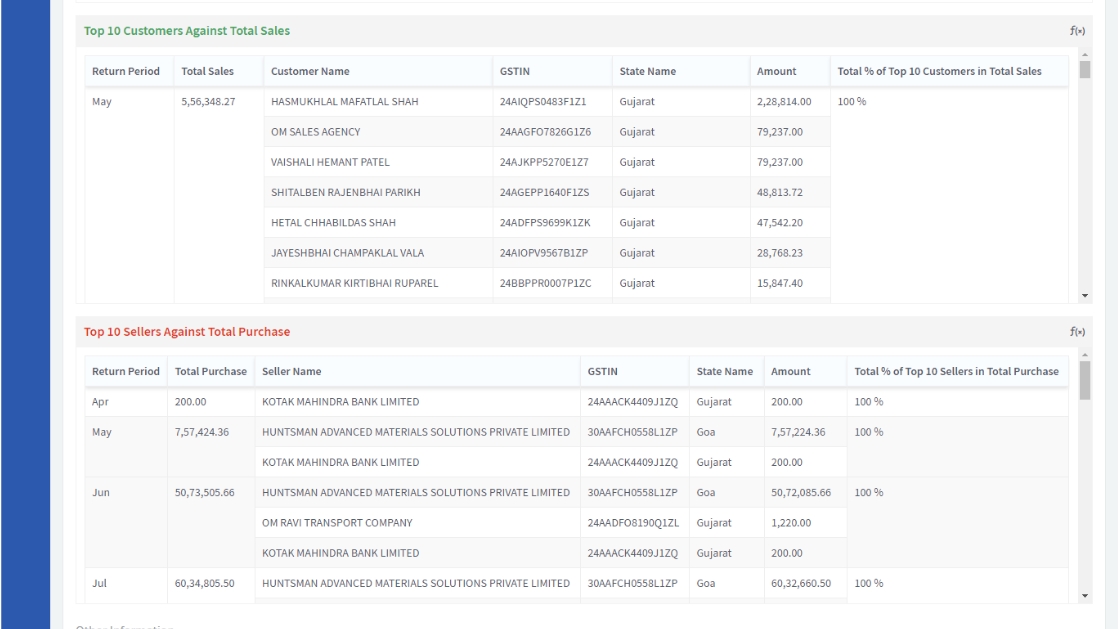 Top 10 Customers Against Total Sales f(x)
Return Period Total Sales Customer Name GSTIN State Name Amount Total % of Top 10 Customers in Total Sales
May 5,56,348.27 HASMUKHLAL MAFATLAL SHAH 24AIQPS0483F1Z1 Gujarat 2,28,814.00 100 %
OM SALES AGENCY 24AAGFO7826G1Z6 Gujarat 79,237.00
VAISHALI HEMANT PATEL 24AJKPP5270E1Z7 Gujarat 79,237.00
SHITALBEN RAJENBHAI PARIKH 24AGEPP1640F1ZS Gujarat 48,813.72
HETAL CHHABILDAS SHAH 24ADFPS9699K1ZK Gujarat 47,542.20
JAYESHBHAI CHAMPAKLAL VALA 24AIOPV9567B1ZP Gujarat 28,768.23
RINKALKUMAR KIRTIBHAI RUPAREL 24BBPPR0007P1ZC Gujarat 15,847.40
Top 10 Sellers Against Total Purchase f(x)
Return Period Total Purchase Seller Name GSTIN State Name Amount Total % of Top 10 Sellers in Total Purchase
Apr 200.00 KOTAK MAHINDRA BANK LIMITED 24AAACK4409J1ZQ Gujarat 200.00 100 %
May 7,57,424.36 HUNTSMAN ADVANCED MATERIALS SOLUTIONS PRIVATE LIMITED 30AAFCH0558L1ZP Goa 7,57,224.36 100 %
KOTAK MAHINDRA BANK LIMITED 24AAACK4409J1ZQ Gujarat 200.00
Jun 50,73,505.66 HUNTSMAN ADVANCED MATERIALS SOLUTIONS PRIVATE LIMITED 30AAFCH0558L1ZP Goa 50,72,085.66 100 %
OM RAVI TRANSPORT COMPANY 24AADFO8190Q1ZL Gujarat 1,220.00
KOTAK MAHINDRA BANK LIMITED 24AAACK4409J1ZQ Gujarat 200.00
Jul 60,34,805.50 HUNTSMAN ADVANCED MATERIALS SOLUTIONS PRIVATE LIMITED 30AAFCH0558L1ZP Goa 60,32,660.50 100 %
Other Information